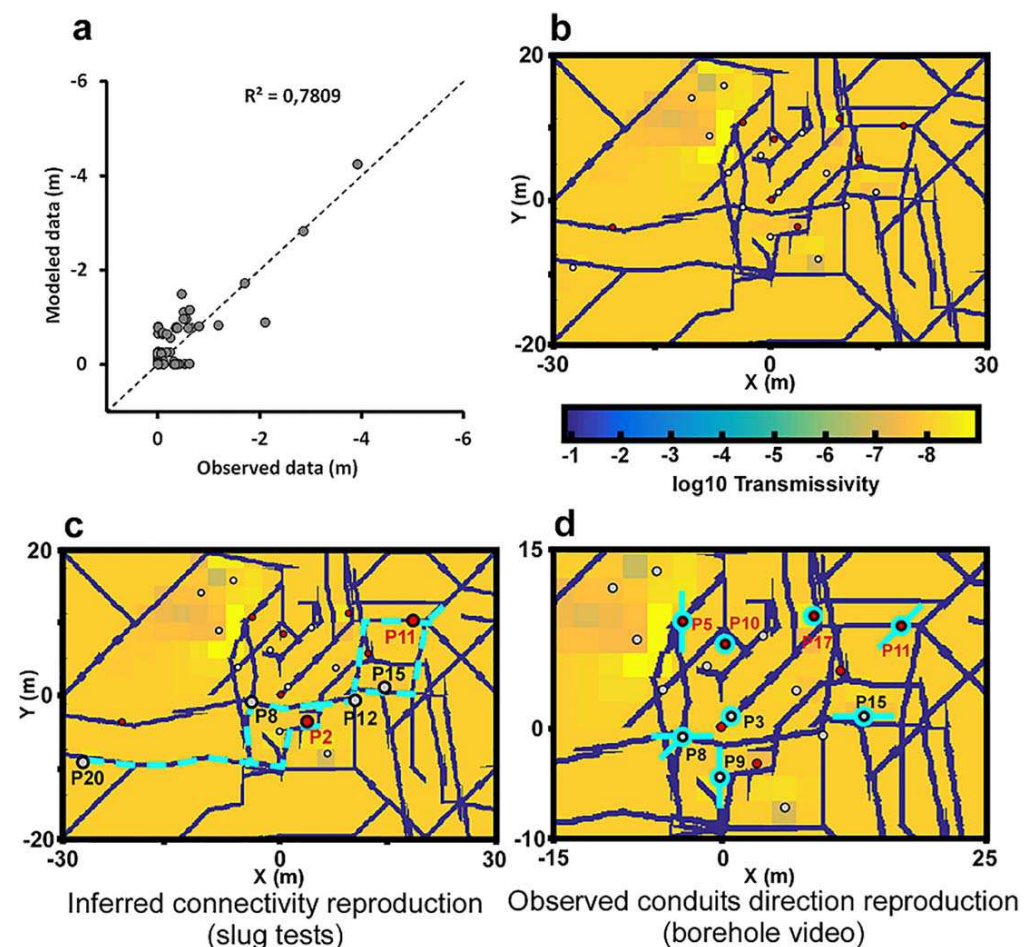 a
R² = 0,7809
-6
-4
-2
0
Modeled data (m)
0 -2 -4 -6
Observed data (m)
b
20
0
-20
Y (m)
0 30
X (m)
-1 -2 -3 -4 -5 -6 -7 -8
log10 Transmissivity
c
20
0
-20
Y (m)
P11
P15
P8
P12
P2
P20
-30 0 30
X (m)
Inferred connectivity reproduction
(slug tests)
d
15
0
-10
P5
P10
P17
P11
P3
P15
P8
P9
-15 0 25
X (m)
Observed conduits direction reproduction
(borehole video)